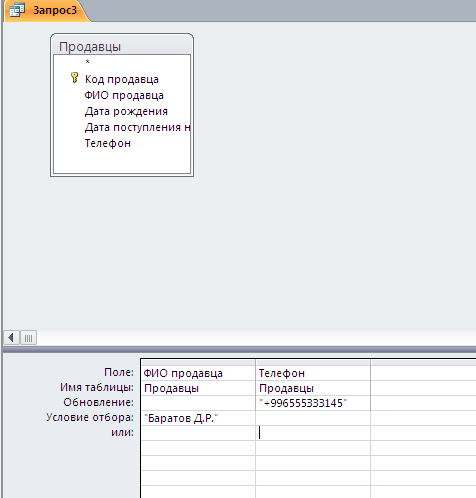 Запрос3
Продавцы
*
Код продавца
ФИО продавца
Дата рождения
Дата поступления н
Телефон
Поле: ФИО продавца Телефон
Имя таблицы: Продавцы Продавцы
Обновление: "+996555333145"
Условие отбора: "Баратов Д.Р."
или: